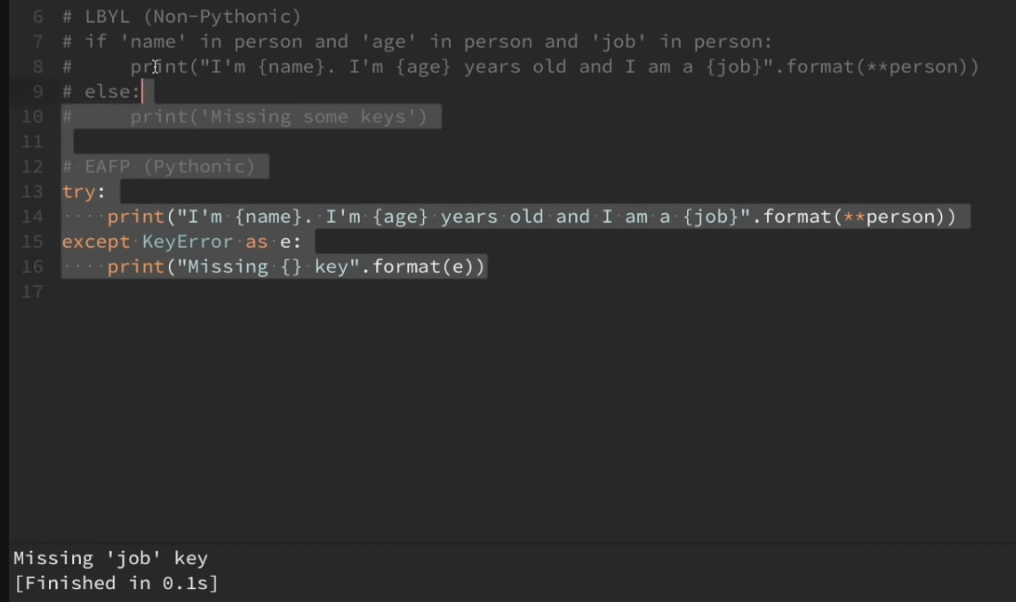 6 # LBYL (Non-Pythonic)
7 # if 'name' in person and 'age' in person and 'job' in person:
8 #     print("I'm {name}. I'm {age} years old and I am a {job}".format(**person))
9 # else:
10 #     print('Missing some keys')
11
12 # EAFP (Pythonic)
13 try:
14     print("I'm {name}. I'm {age} years old and I am a {job}".format(**person))
15 except KeyError as e:
16     print("Missing {} key".format(e))
17
Missing 'job' key
[Finished in 0.1s]